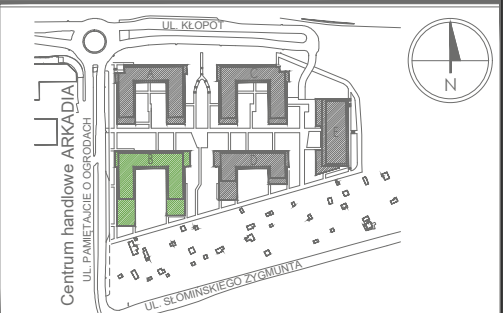 UL. KŁOPOT
A
C
E
B
D
N
Centrum handlowe ARKADIA
UL. PAMIĘTAJCIE O OGRODACH
UL. SŁOMIŃSKIEGO ZYGMUNTA